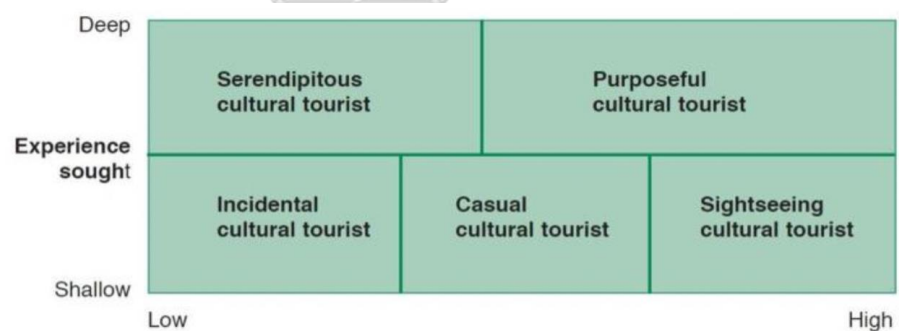 Deep
Serendipitous
cultural tourist
Purposeful
cultural tourist
Experience
sought
Incidental
cultural tourist
Casual
cultural tourist
Sightseeing
cultural tourist
Shallow
Low
High